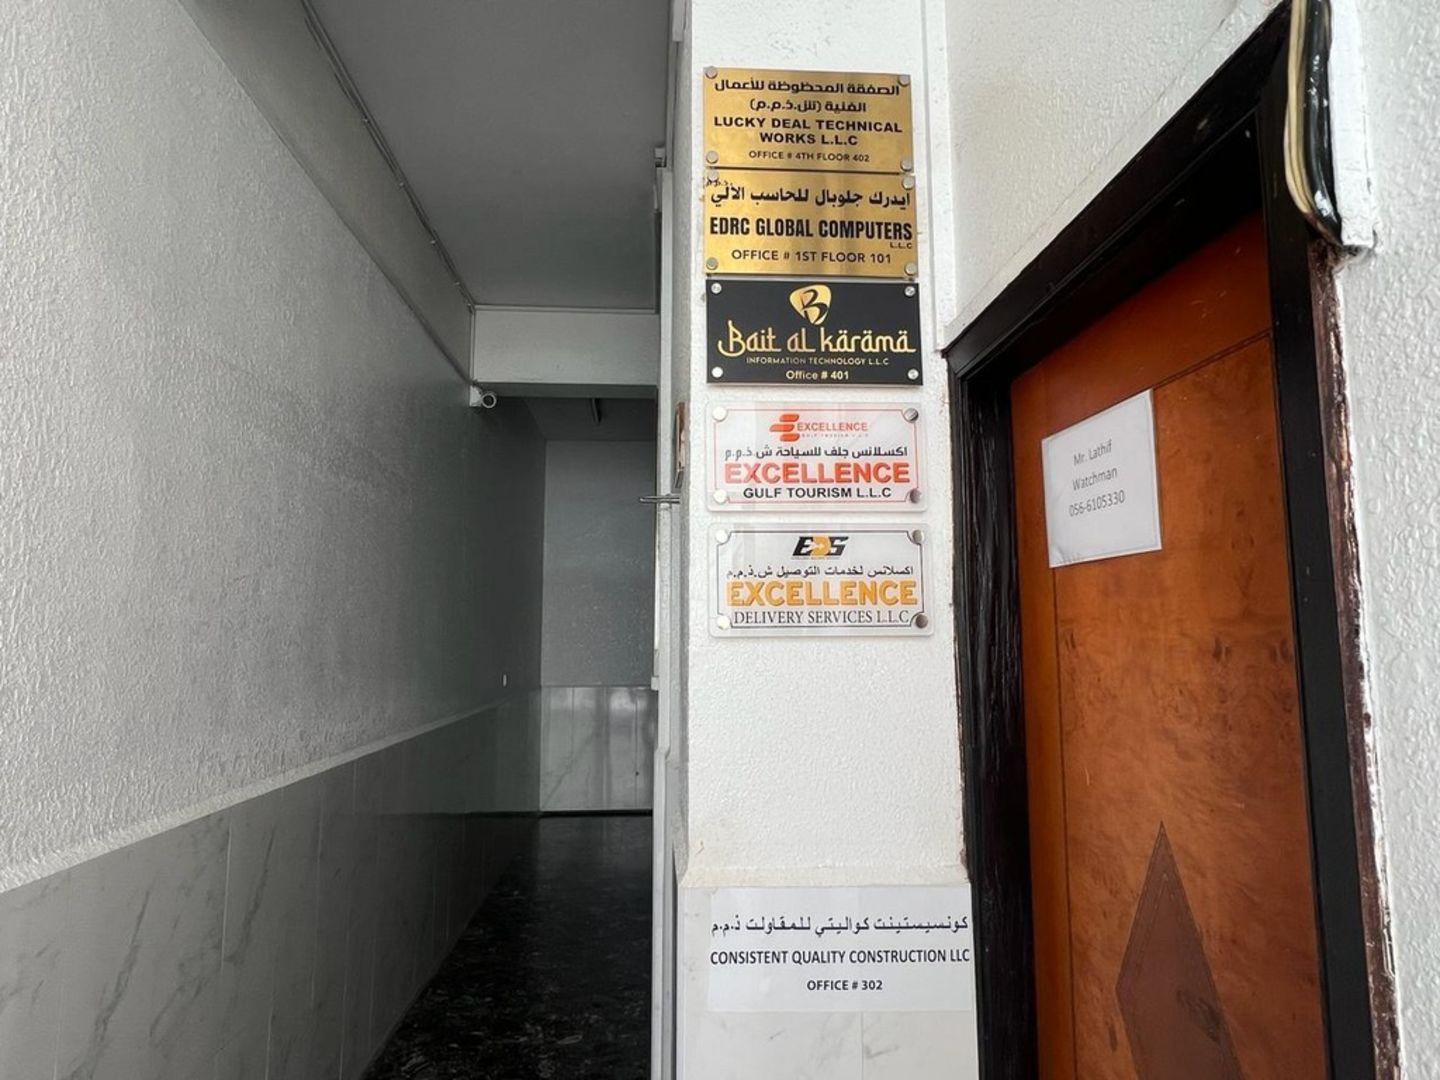 الصفقة المحظوظة للأعمال
الفنية (ش.ذ.م.م)
LUCKY DEAL TECHNICAL
WORKS L.L.C
OFFICE # 4TH FLOOR 402
ايدرك جلوبال للحاسب الآلي ذ.م.م
EDRC GLOBAL COMPUTERS
L.L.C
OFFICE # 1ST FLOOR 101
B
Bait al karama
INFORMATION TECHNOLOGY L.L.C
Office # 401
EXCELLENCE
GULF TOURISM L.L.C
اكسلانس جلف للسياحة ش.ذ.م.م
EXCELLENCE
GULF TOURISM L.L.C
EDS
اكسلانس لخدمات التوصيل ش.ذ.م.م
EXCELLENCE
DELIVERY SERVICES L.L.C
كونسيستينت كواليتي للمقاولت ذ.م.م
CONSISTENT QUALITY CONSTRUCTION LLC
OFFICE # 302
Mr. Lathif
Watchman
056-6105330